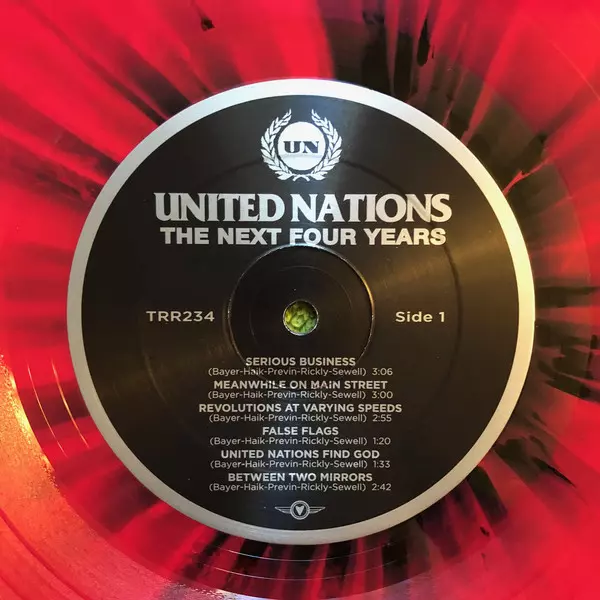 UN
UNITED NATIONS
THE NEXT FOUR YEARS
TRR234
Side 1
SERIOUS BUSINESS
(Bayer-Haik-Previn-Rickly-Sewell) 3:06
MEANWHILE ON MAIN STREET
(Bayer-Haik-Previn-Rickly-Sewell) 3:00
REVOLUTIONS AT VARYING SPEEDS
(Bayer-Haik-Previn-Rickly-Sewell) 2:55
FALSE FLAGS
(Bayer-Haik-Previn-Rickly-Sewell) 1:20
UNITED NATIONS FIND GOD
(Bayer-Haik-Previn-Rickly-Sewell) 1:33
BETWEEN TWO MIRRORS
(Bayer-Haik-Previn-Rickly-Sewell) 2:42